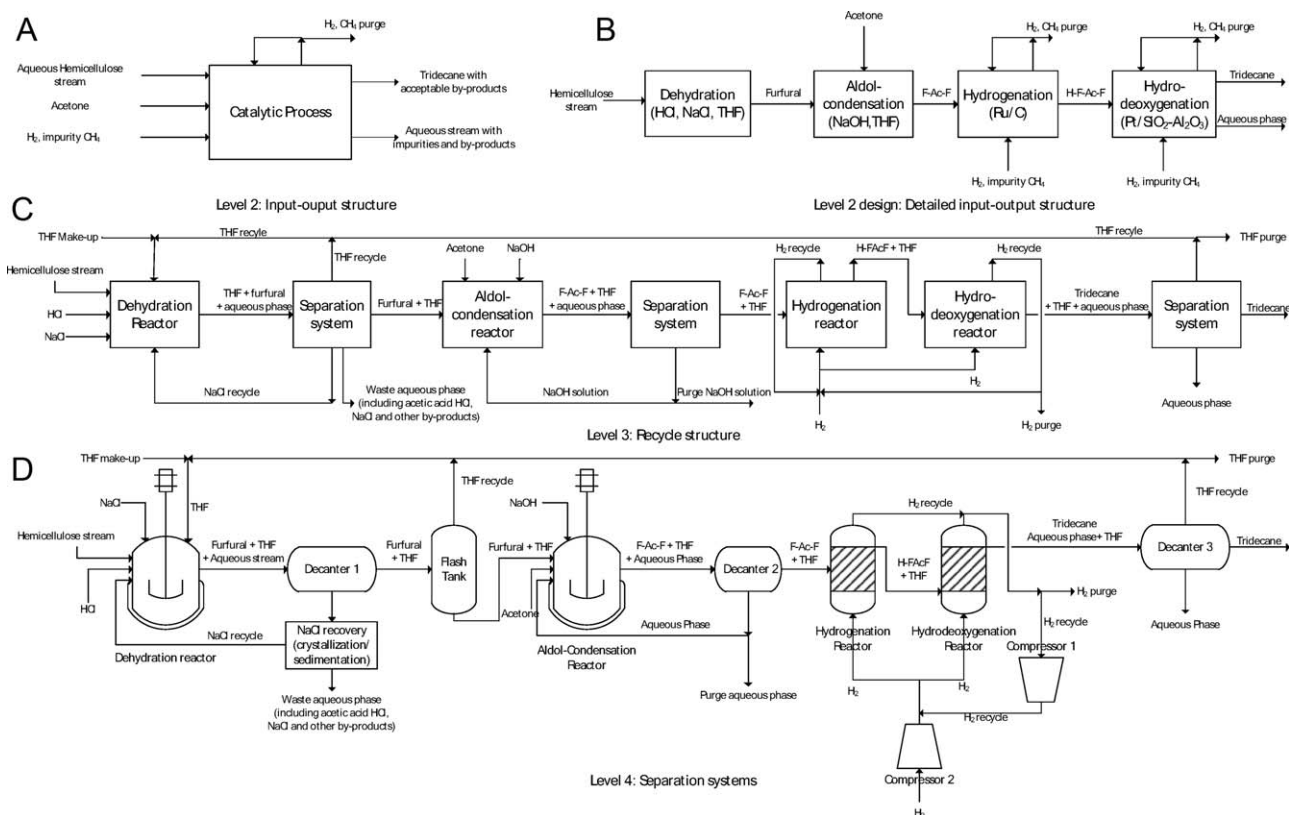 A
H₂, CH₄ purge
Aqueous Hemicellulose
stream
Acetone
H₂, impurity CH₄
Catalytic Process
Tridecane with
acceptable by-products
Aqueous stream with
impurities and by-products
Level 2: Input-ouput structure
B
Acetone
H₂, CH₄ purge
H₂, CH₄ purge
Hemicellulose
stream
Dehydration
(HCl, NaCl, THF)
Furfural
Aldol-
condensation
(NaOH,THF)
F-Ac-F
Hydrogenation
(Ru/C)
H-F-Ac-F
Hydro-
deoxygenation
(Pt/SIO₂-Al₂O₃)
Tridecane
Aqueous phase
H₂, impurity CH₄
H₂, impurity CH₄
Level 2 design: Detailed input-output structure
C
THF Make-up
THF recyle
THF recyle
THF purge
Hemicellulose stream
HCl
NaCl
Dehydration
Reactor
THF + furfural
+ aqueous phase
THF recycle
Separation
system
Furfural + THF
Acetone
NaOH
Aldol-
condensation
reactor
F-Ac-F + THF
+ aqueous phase
Separation
system
F-Ac-F
+ THF
H₂ recycle
H-FAcF + THF
H₂ recycle
Hydrogenation
reactor
Hydro-
deoxygenation
reactor
Tridecane
+ THF + aqueous phase
Separation
system
Tridecane
NaCl recycle
Waste aqueous phase
(including acetic acid HCl,
NaCl and other by-products)
NaOH solution
Purge NaOH solution
H₂
H₂
H₂ purge
Aqueous phase
Level 3: Recycle structure
D
THF make-up
THF purge
NaCl
THF
Hemicellulose stream
HCl
Furfural + THF
+ Aqueous stream
Decanter 1
Furfural
+ THF
THF recycle
Flash
Tank
Furfural + THF
NaOH
Acetone
F-Ac-F + THF
+ Aqueous Phase
Decanter 2
F-Ac-F
+ THF
H₂ recycle
H-FAcF
+ THF
Tridecane
Aqueous phase+ THF
THF recycle
Decanter 3
Tridecane
NaCl recycle
NaCl recovery
(crystallization/
sedimentation)
Dehydration reactor
Waste aqueous phase
(including acetic acid HCl,
NaCl and other by-products)
Aqueous Phase
Aldol-Condensation
Reactor
Purge aqueous phase
Hydrogenation
Reactor
Hydrodeoxygenation
Reactor
H₂ purge
H₂ recycle
Compressor 1
Aqueous Phase
H₂
H₂
H₂ recycle
Compressor 2
H₂
Level 4: Separation systems